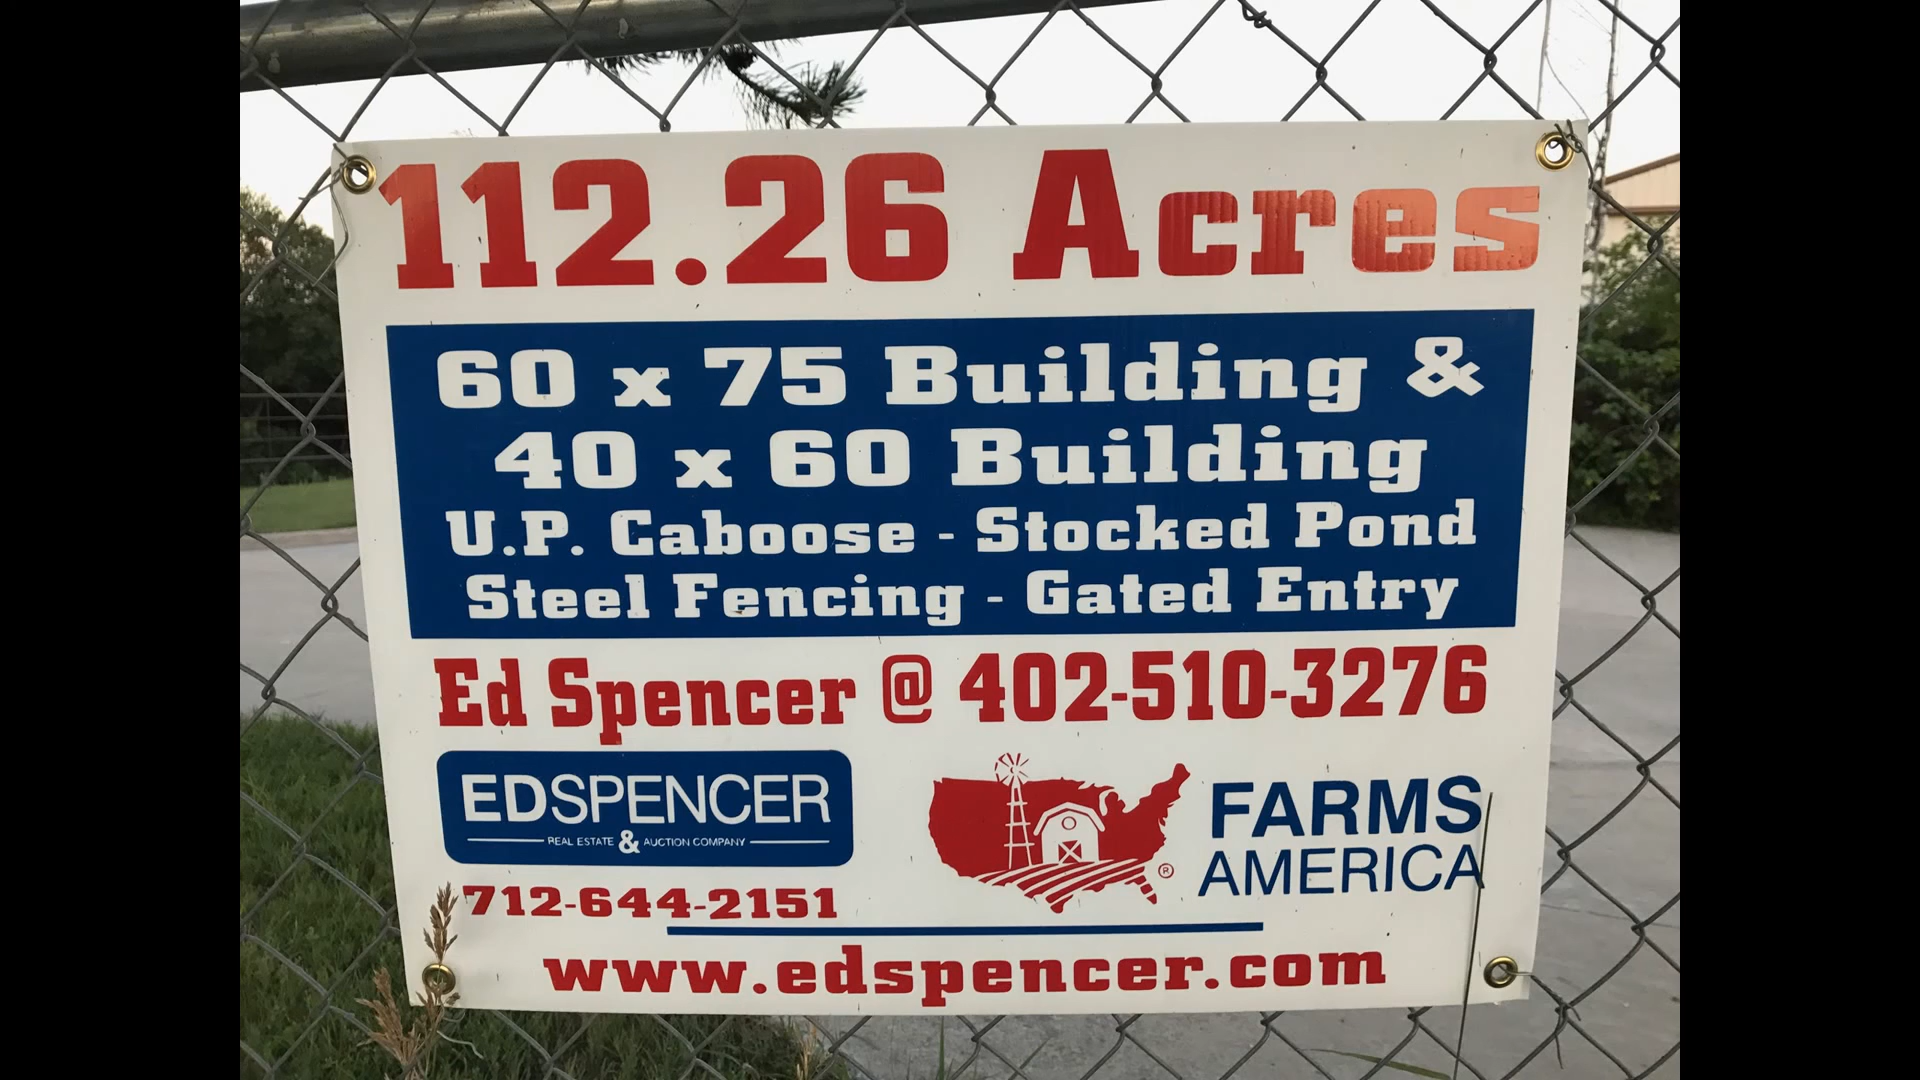 112.26 Acres
60 x 75 Building &
40 x 60 Building
U.P. Caboose - Stocked Pond
Steel Fencing - Gated Entry
Ed Spencer @ 402-510-3276
EDSPENCER
REAL ESTATE & AUCTION COMPANY
712-644-2151
®
FARMS
AMERICA
www.edspencer.com